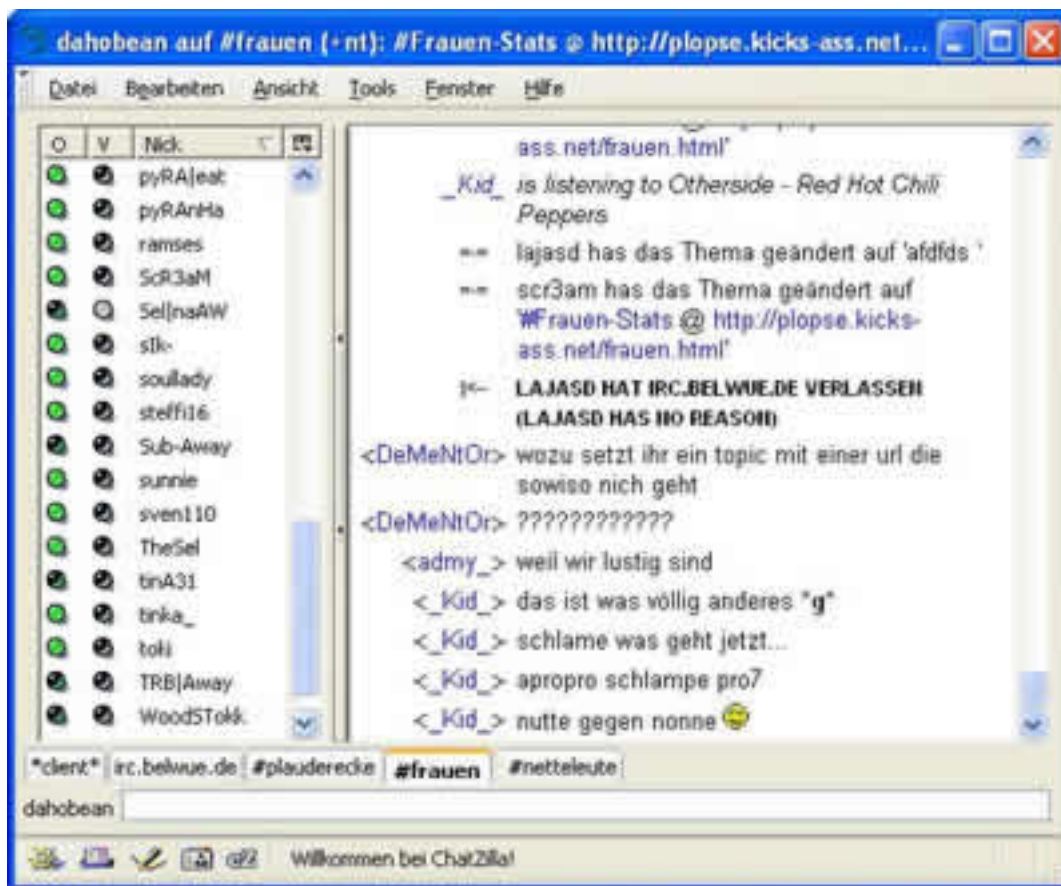 dahobean auf #frauen (+nt): #Frauen-Stats @ http://plopse.kicks-ass.net...
Datei Bearbeiten Ansicht Tools Fenster Hilfe
O V Nick
pyRA|eat
pyRAnHa
ramses
ScR3aM
Sel[naAW
sIk-
soullady
steffi16
Sub-Away
sunnie
sven110
TheSel
tinA31
tinka_
toki
TRB|Away
WoodSTokk
ass.net/frauen.html'
_Kid_ is listening to Otherside - Red Hot Chili
Peppers
=-= lajasd has das Thema geändert auf 'afdfds '
=-= scr3am has das Thema geändert auf
'#Frauen-Stats @ http://plopse.kicks-
ass.net/frauen.html'
|<-- LAJASD HAT IRC.BELWUE.DE VERLASSEN
(LAJASD HAS NO REASON)
<DeMeNtOr> wozu setzt ihr ein topic mit einer url die
sowiso nich geht
<DeMeNtOr> ????????????
<admy_> weil wir lustig sind
<_Kid_> das ist was völlig anderes *g*
<_Kid_> schlame was geht jetzt...
<_Kid_> apropro schlampe pro7
<_Kid_> nutte gegen nonne
*client* irc.belwue.de #plauderecke #frauen #netteleute
dahobean
Willkommen bei ChatZilla!